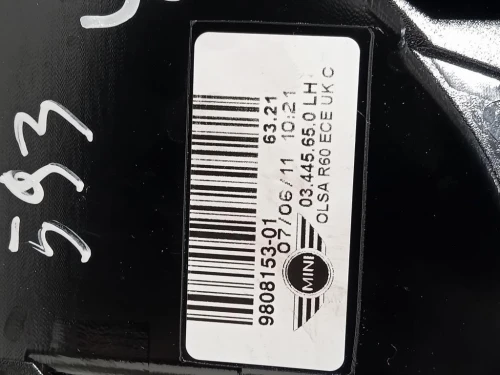 9808153-01 63.21
07/06/11 10:21
03.445.65.0 LH
OLSA R60 ECE UK C
MINI
593